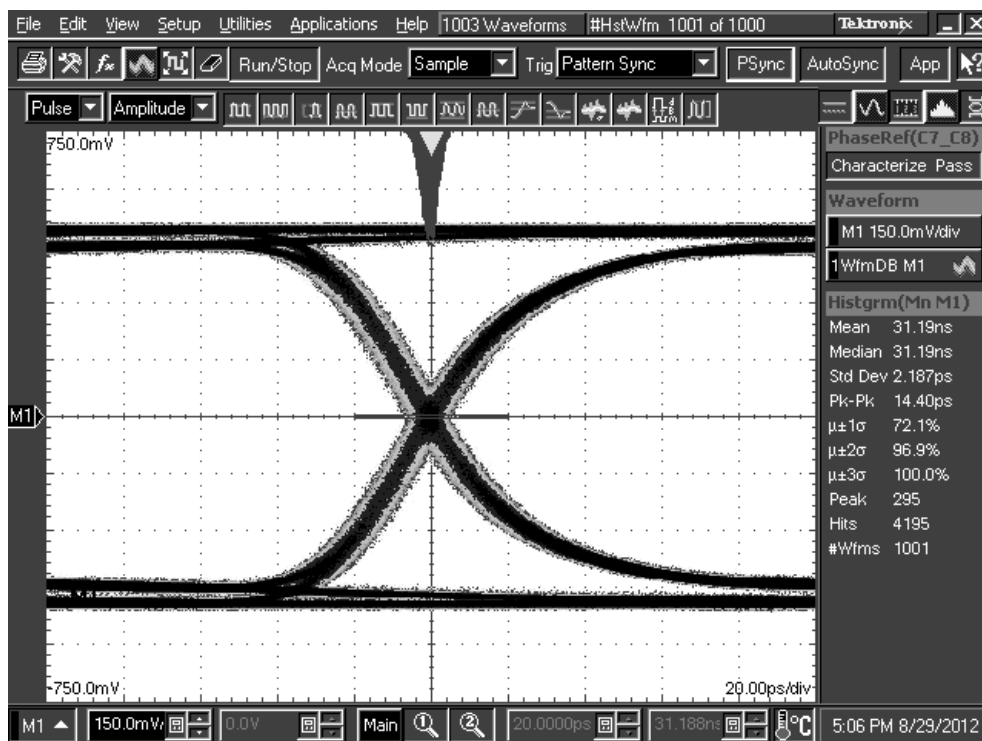 File Edit View Setup Utilities Applications Help 1003 Waveforms #HstWfm 1001 of 1000 Tektronix
Run/Stop Acq Mode Sample Trig Pattern Sync PSync AutoSync App
Pulse Amplitude
750.0mV
PhaseRef(C7_C8)
Characterize Pass
Waveform
M1 150.0mV/div
1WfmDB M1
Histgrm(Mn M1)
Mean 31.19ns
Median 31.19ns
Std Dev 2.187ps
Pk-Pk 14.40ps
µ±1σ 72.1%
µ±2σ 96.9%
µ±3σ 100.0%
Peak 295
Hits 4195
#Wfms 1001
M1
-750.0mV 20.00ps/div
M1 150.0mV/ 0.0V Main 1 2 20.0000ps 31.188ns °C 5:06 PM 8/29/2012